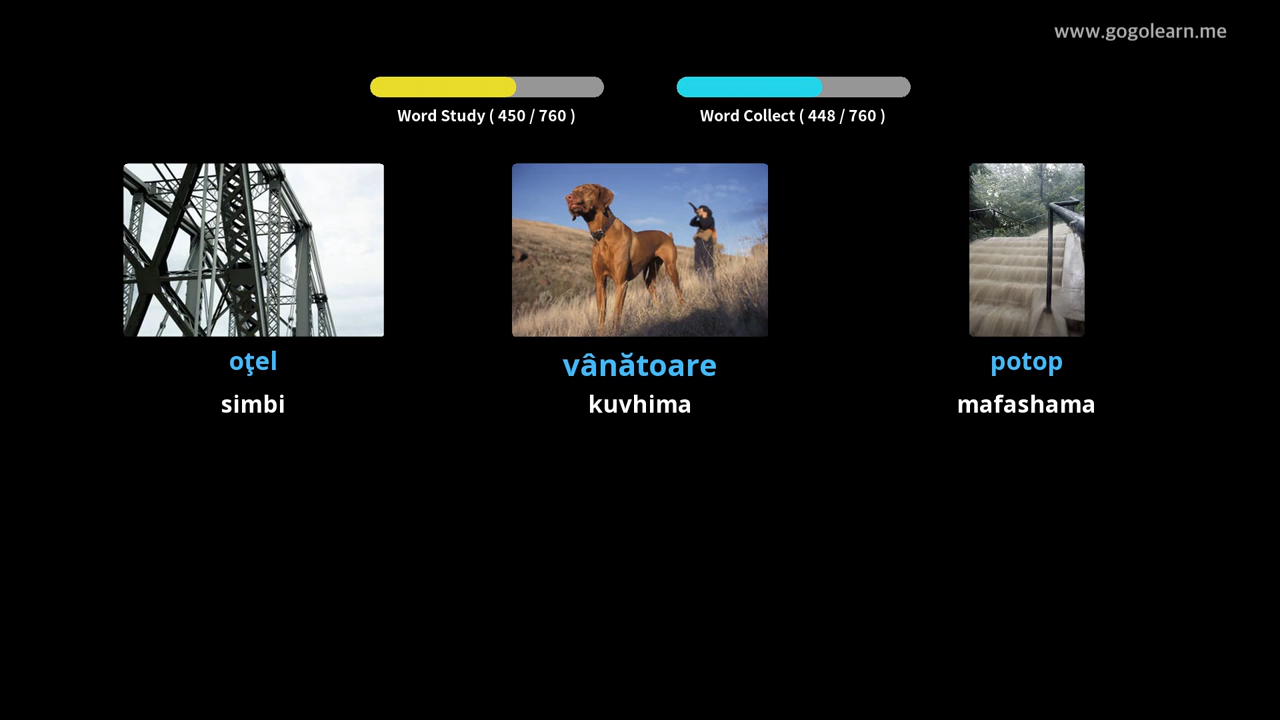 www.gogolearn.me
Word Study ( 450 / 760 )
Word Collect ( 448 / 760 )
oţel
vânătoare
potop
simbi
kuvhima
mafashama